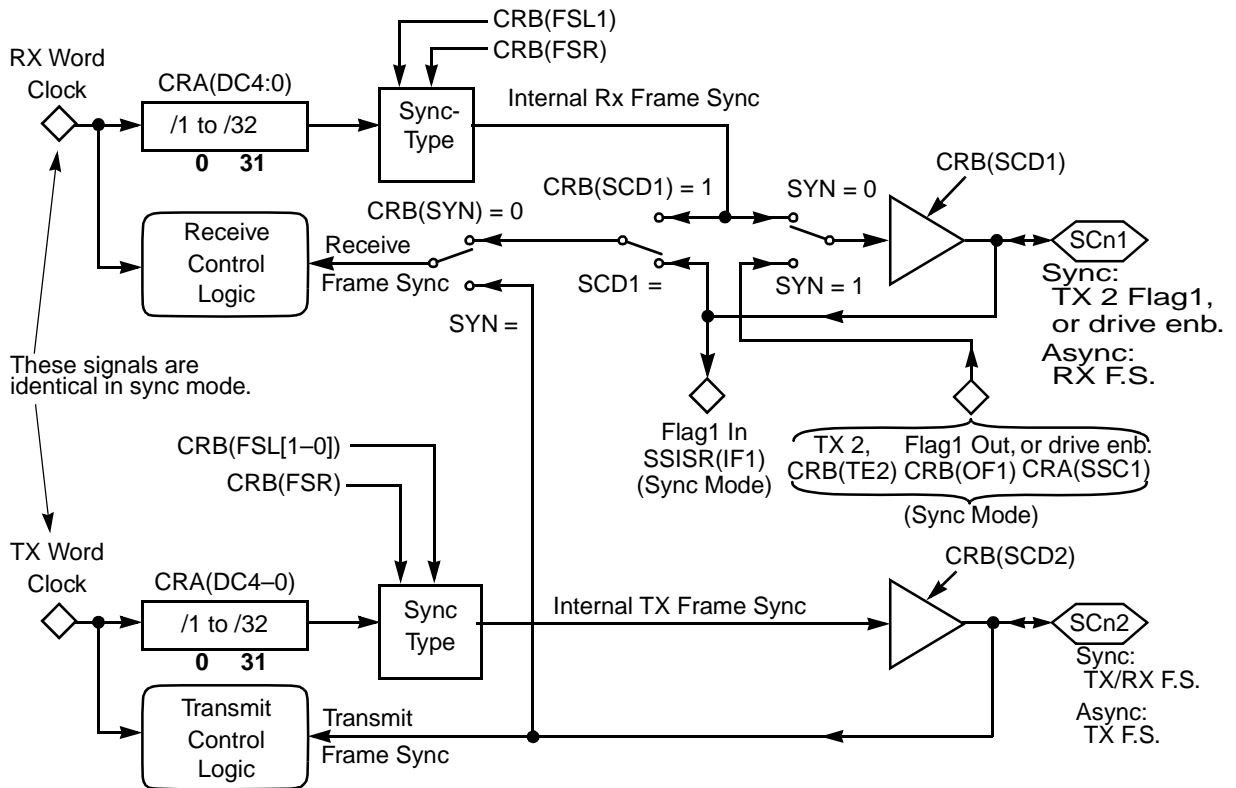 CRB(FSL1)
CRB(FSR)
RX Word
Clock
CRA(DC4:0)
/1 to /32
0 31
Sync-
Type
Internal Rx Frame Sync
CRB(SCD1) = 1
SYN = 0
CRB(SCD1)
CRB(SYN) = 0
Receive
Control
Logic
Receive
Frame Sync
SCD1 =
SYN = 1
SYN =
SCn1
Sync:
TX 2 Flag1,
or drive enb.
Async:
RX F.S.
These signals are
identical in sync mode.
Flag1 In
SSISR(IF1)
(Sync Mode)
TX 2, Flag1 Out, or drive enb.
CRB(TE2) CRB(OF1) CRA(SSC1)
(Sync Mode)
CRB(FSL[1–0])
CRB(FSR)
TX Word
Clock
CRA(DC4–0)
/1 to /32
0 31
Sync
Type
Internal TX Frame Sync
CRB(SCD2)
SCn2
Sync:
TX/RX F.S.
Async:
TX F.S.
Transmit
Control
Logic
Transmit
Frame Sync